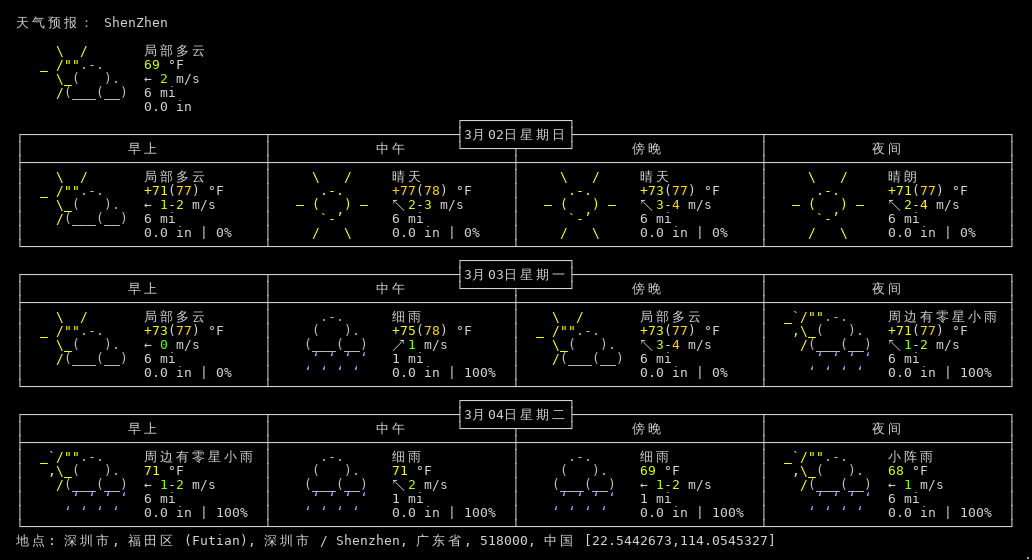 天气预报： ShenZhen
局部多云
69 °F
← 2 m/s
6 mi
0.0 in
3月02日星期日
早上 中午 傍晚 夜间
局部多云 晴天 晴天 晴朗
+71(77) °F +77(78) °F +73(77) °F +71(77) °F
← 1-2 m/s ↖ 2-3 m/s ↖ 3-4 m/s ↖ 2-4 m/s
6 mi 6 mi 6 mi 6 mi
0.0 in | 0% 0.0 in | 0% 0.0 in | 0% 0.0 in | 0%
3月03日星期一
早上 中午 傍晚 夜间
局部多云 细雨 局部多云 周边有零星小雨
+73(77) °F +75(78) °F +73(77) °F +71(77) °F
← 0 m/s ↗ 1 m/s ↖ 3-4 m/s ↖ 1-2 m/s
6 mi 1 mi 6 mi 6 mi
0.0 in | 0% 0.0 in | 100% 0.0 in | 0% 0.0 in | 100%
3月04日星期二
早上 中午 傍晚 夜间
周边有零星小雨 细雨 细雨 小阵雨
71 °F 71 °F 69 °F 68 °F
← 1-2 m/s ↖ 2 m/s ← 1-2 m/s ← 1 m/s
6 mi 1 mi 1 mi 6 mi
0.0 in | 100% 0.0 in | 100% 0.0 in | 100% 0.0 in | 100%
地点: 深圳市, 福田区 (Futian), 深圳市 / Shenzhen, 广东省, 518000, 中国 [22.5442673,114.0545327]